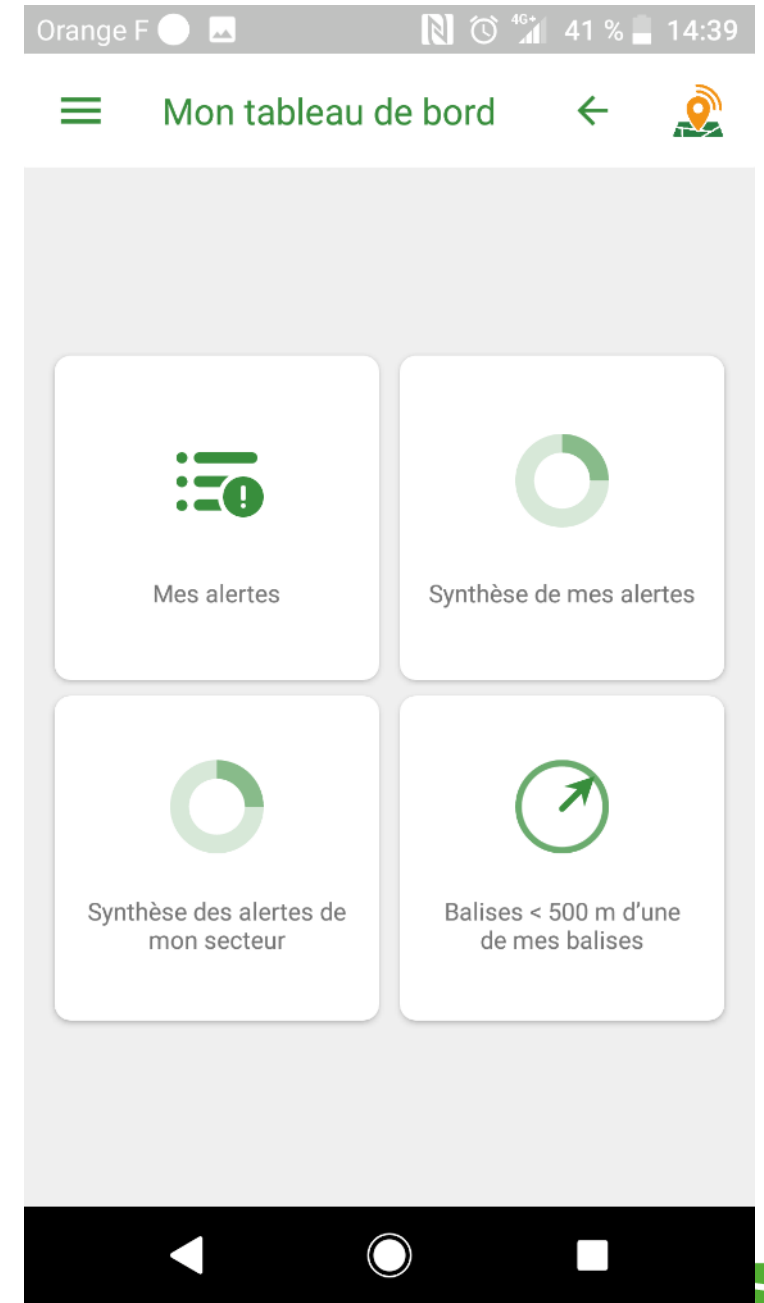 Orange F 4G+ 41 % 14:39
Mon tableau de bord
Mes alertes
Synthèse de mes alertes
Synthèse des alertes de
mon secteur
Balises < 500 m d’une
de mes balises